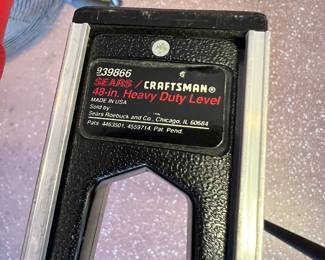 939866
SEARS / CRAFTSMAN®
48-in. Heavy Duty Level
MADE IN USA
Sold by
Sears Roebuck and Co., Chicago, IL 60684
Pats. 4463501, 4559714, Pat. Pend.